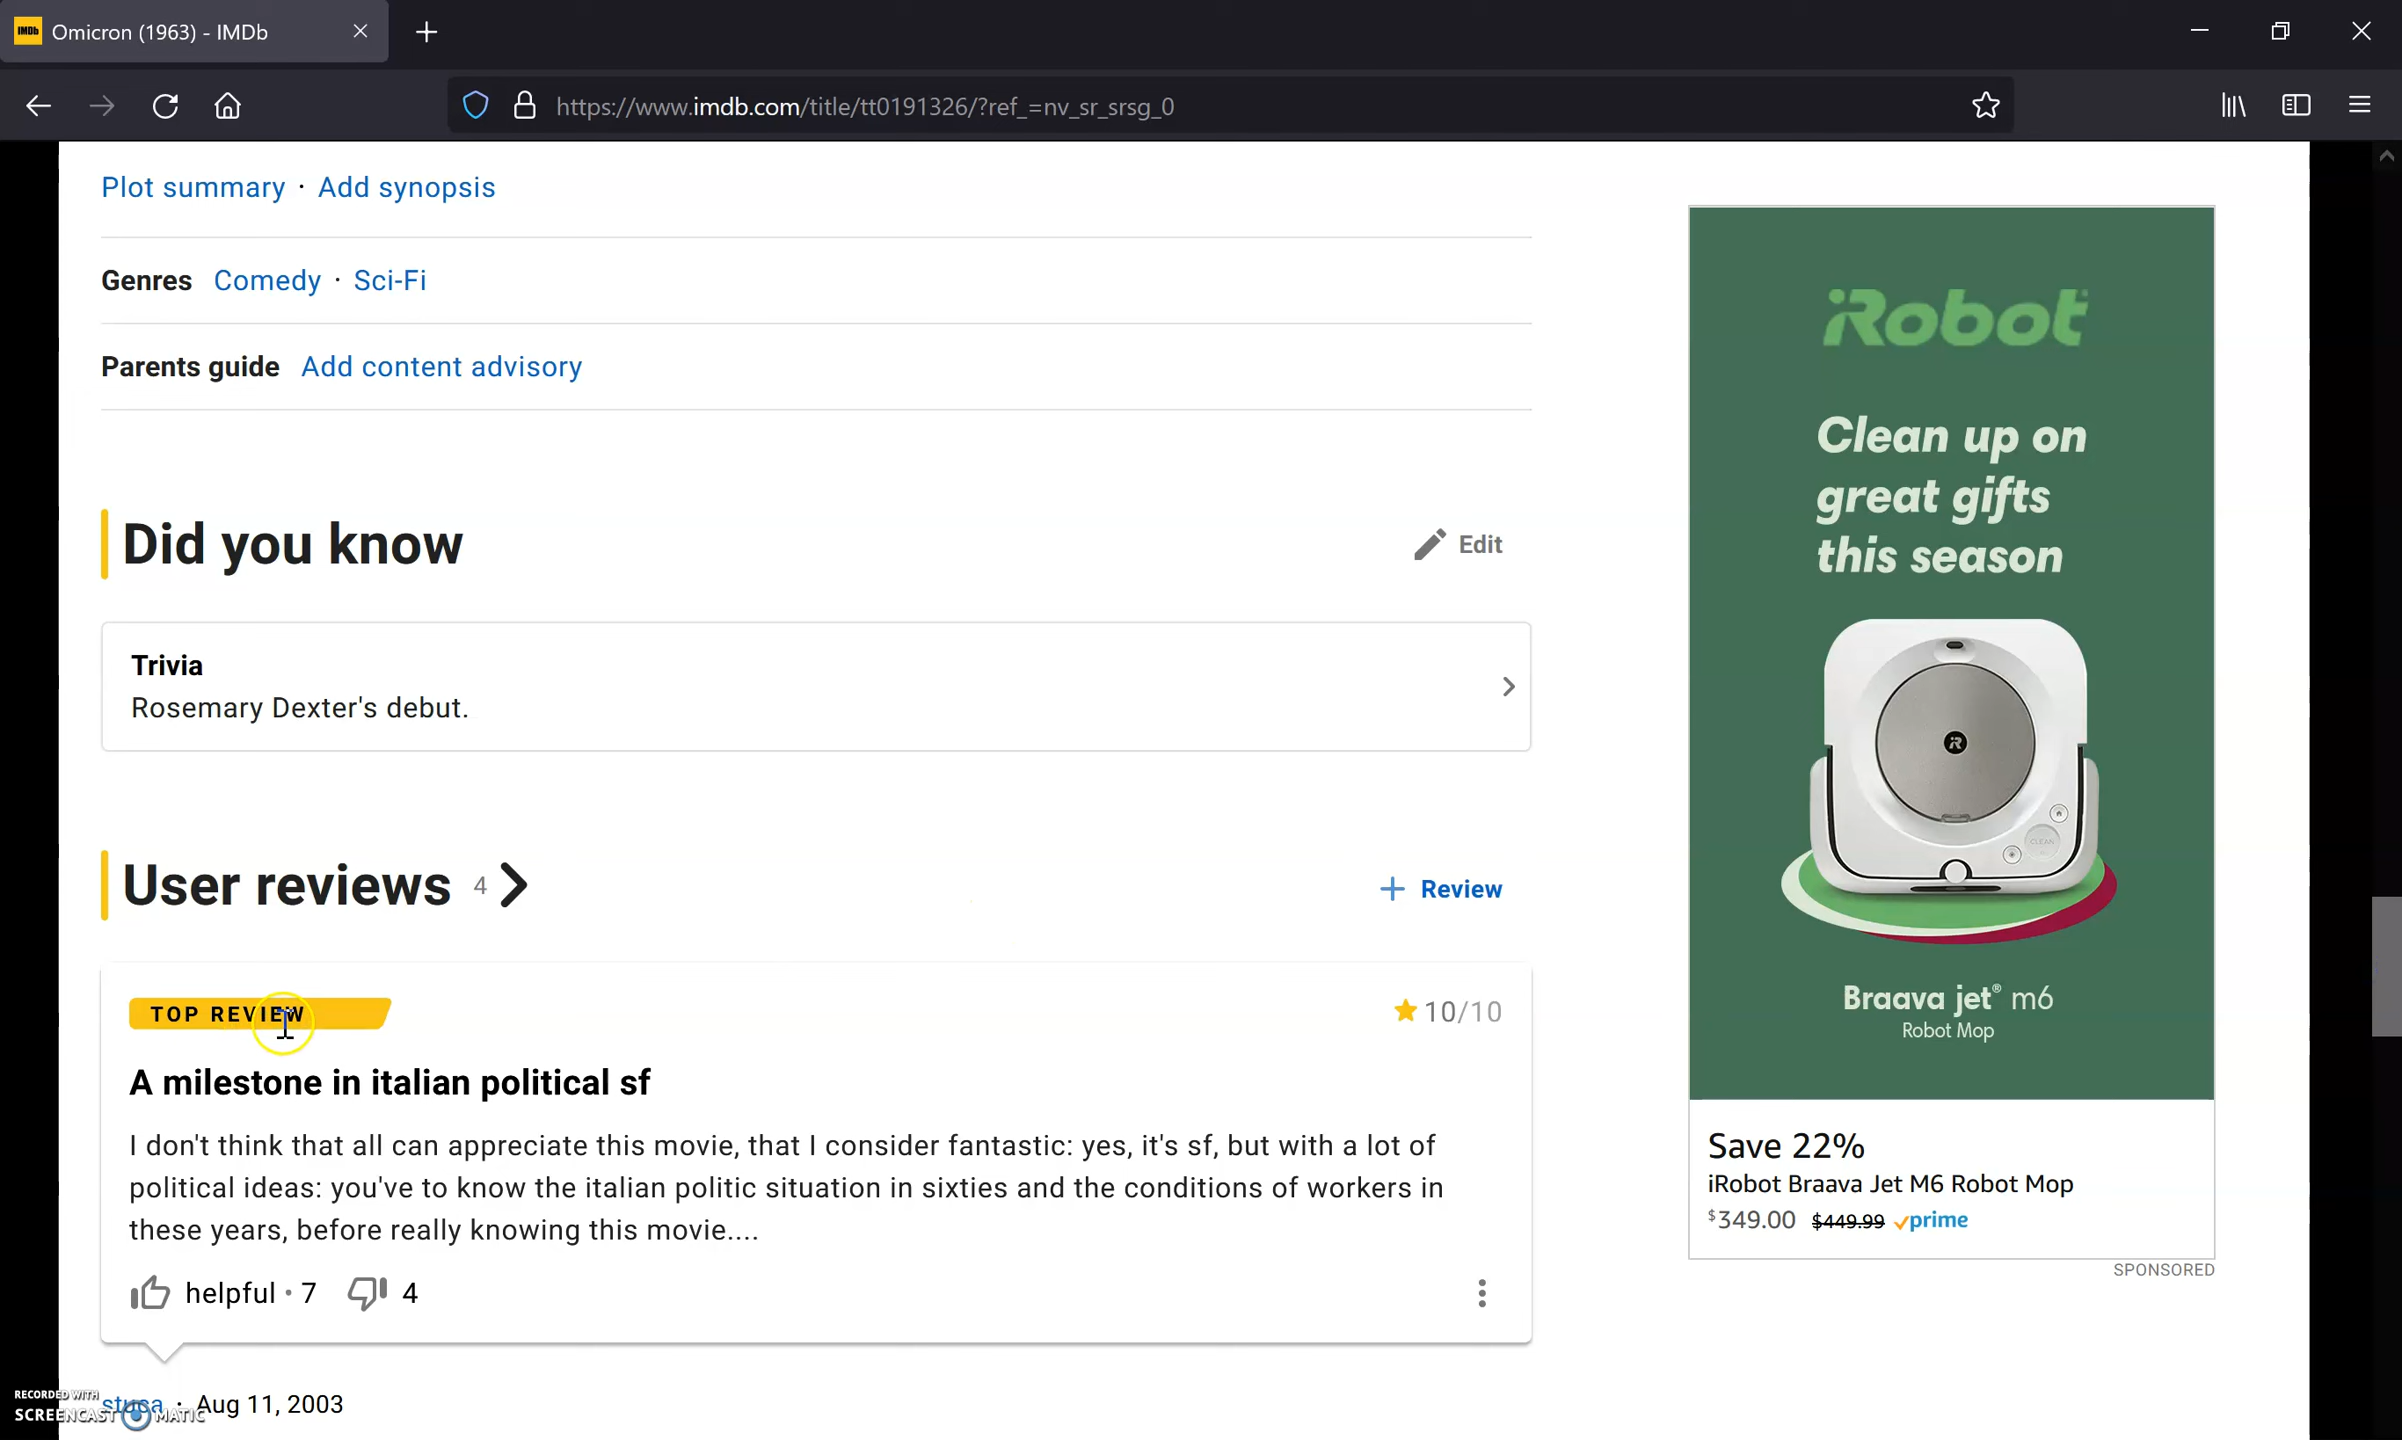 IMDb Omicron (1963) - IMDb
https://www.imdb.com/title/tt0191326/?ref_=nv_sr_srsg_0
Plot summary · Add synopsis
Genres Comedy · Sci-Fi
Parents guide Add content advisory
Did you know
Edit
Trivia
Rosemary Dexter's debut.
User reviews 4
+ Review
TOP REVIEW
10/10
A milestone in italian political sf
I don't think that all can appreciate this movie, that I consider fantastic: yes, it's sf, but with a lot of
political ideas: you've to know the italian politic situation in sixties and the conditions of workers in
these years, before really knowing this movie....
helpful · 7 4
stusa · Aug 11, 2003
RECORDED WITH
SCREENCAST MATIC
iRobot
Clean up on
great gifts
this season
CLEAN
Braava jet® m6
Robot Mop
Save 22%
iRobot Braava Jet M6 Robot Mop
$349.00 $449.99 prime
SPONSORED